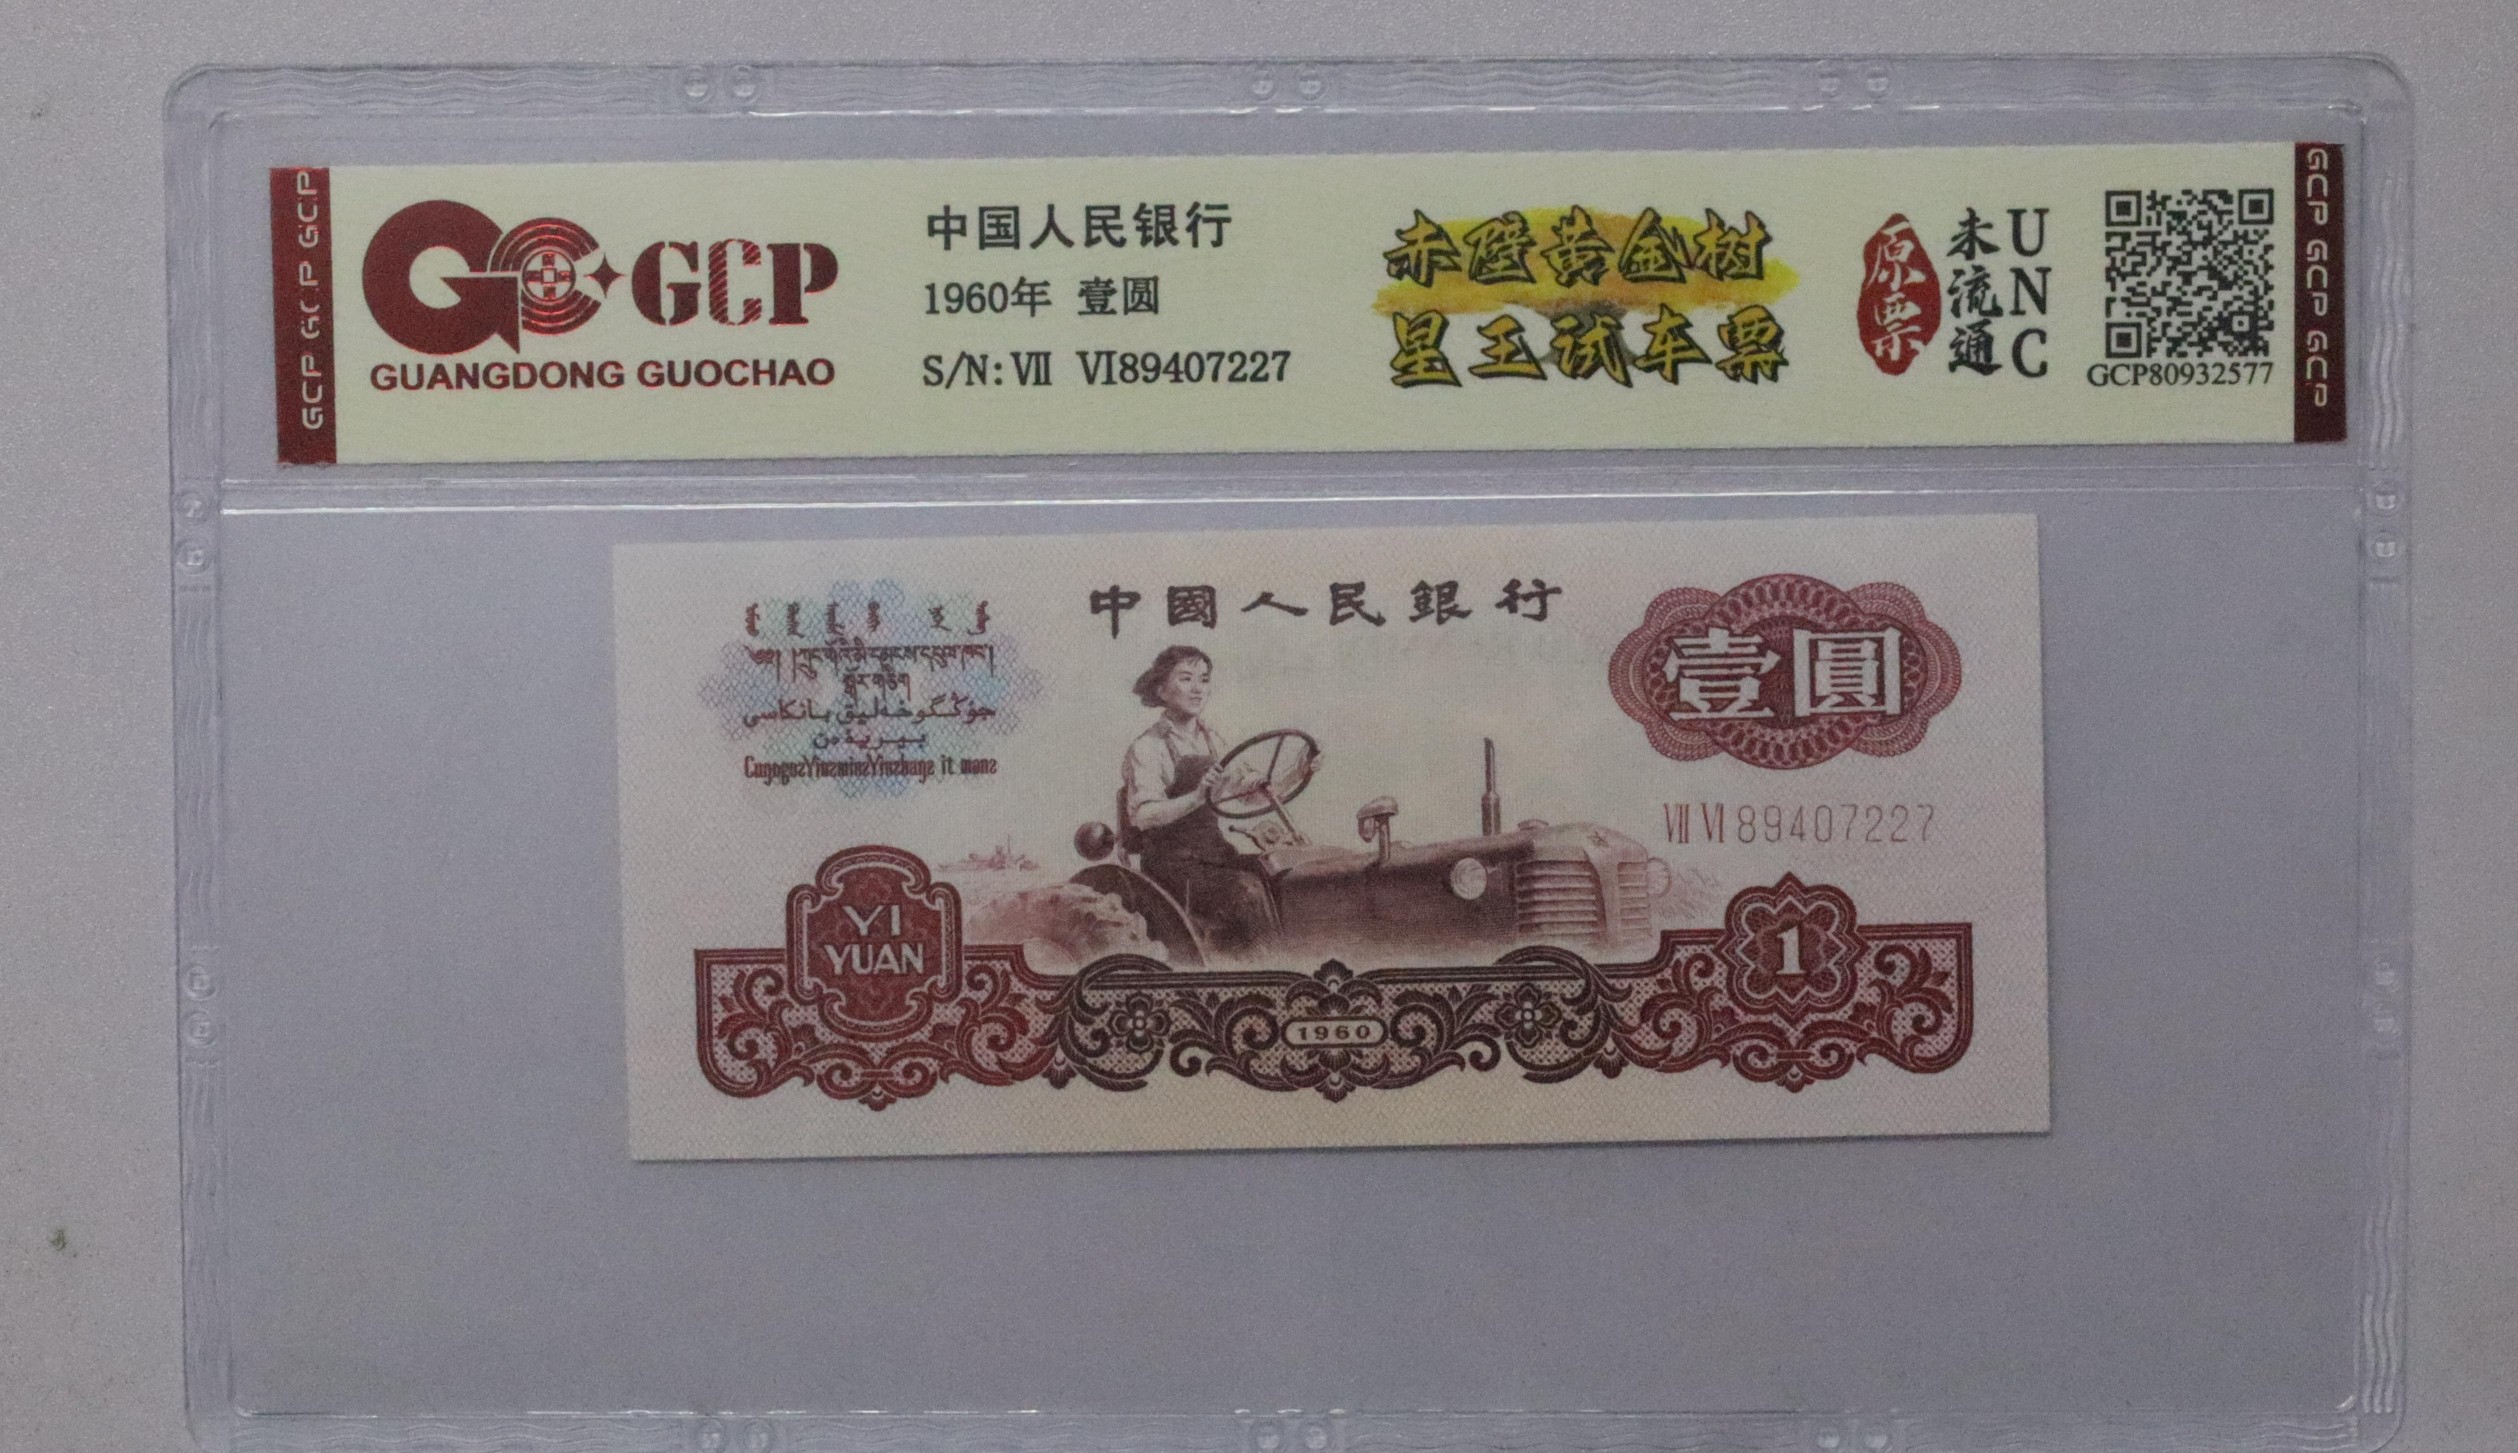 GCP GCP GCP
GCP
GUANGDONG GUOCHAO
中国人民银行
1960年 壹圆
S/N: Ⅶ Ⅵ89407227
赤壁黄金树
星王试车票
原票
未流通
UNC
GCP80932577
GCP GCP GCP
中國人民銀行
壹圓
ᠵᠢᠨ
Ⅶ Ⅵ 89407227
YI
YUAN
1960
1